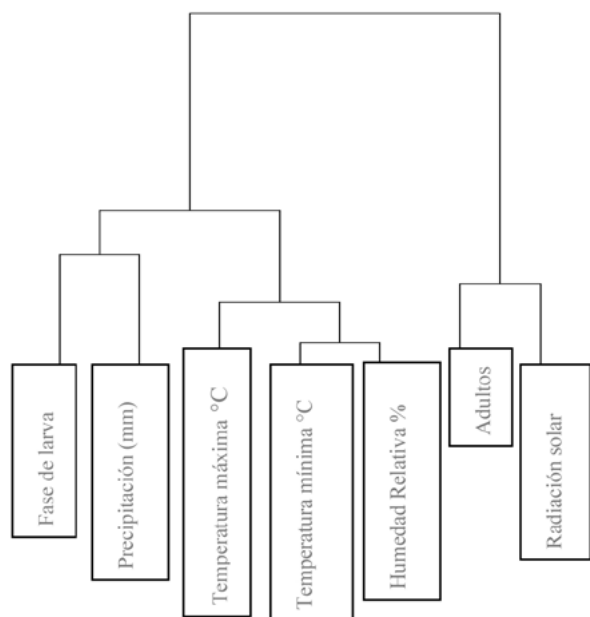 Fase de larva
Precipitación (mm)
Temperatura máxima °C
Temperatura mínima °C
Humedad Relativa %
Adultos
Radiación solar